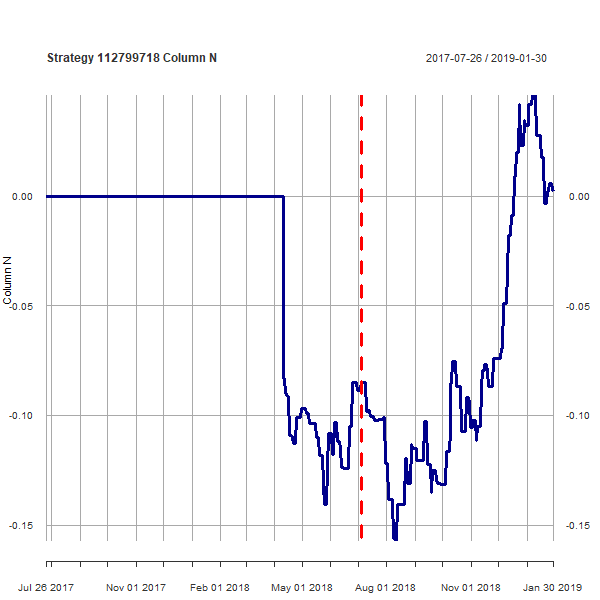 Strategy 112799718 Column N
2017-07-26 / 2019-01-30
0.00
0.00
-0.05
-0.05
-0.10
-0.10
-0.15
-0.15
Column N
Jul 26 2017
Nov 01 2017
Feb 01 2018
May 01 2018
Aug 01 2018
Nov 01 2018
Jan 30 2019